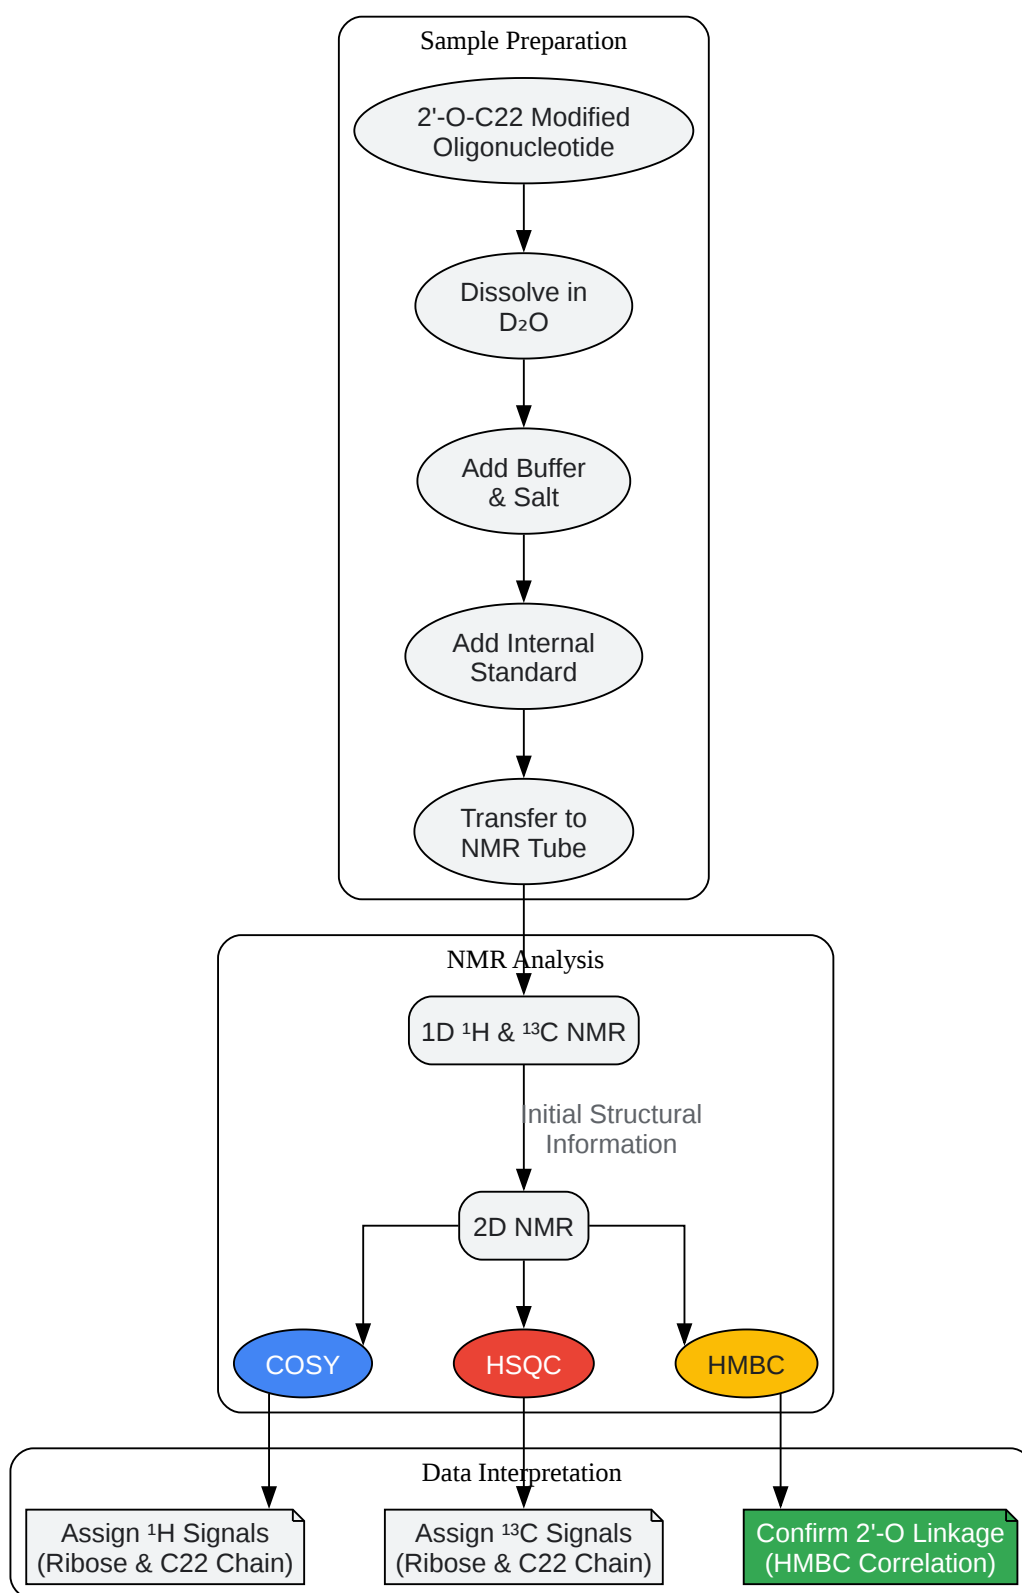 Sample Preparation
2'-O-C22 Modified
Oligonucleotide
Dissolve in
D₂O
Add Buffer
& Salt
Add Internal
Standard
Transfer to
NMR Tube
NMR Analysis
1D ¹H & ¹³C NMR
Initial Structural
Information
2D NMR
COSY
HSQC
HMBC
Data Interpretation
Assign ¹H Signals
(Ribose & C22 Chain)
Assign ¹³C Signals
(Ribose & C22 Chain)
Confirm 2'-O Linkage
(HMBC Correlation)